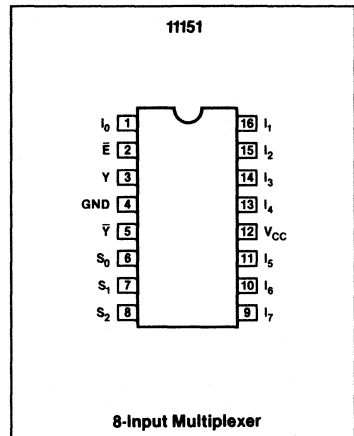 11151
I₀ 1 16 I₁
E̅ 2 15 I₂
Y 3 14 I₃
GND 4 13 I₄
Y̅ 5 12 V_CC
S₀ 6 11 I₅
S₁ 7 10 I₆
S₂ 8 9 I₇
8-Input Multiplexer